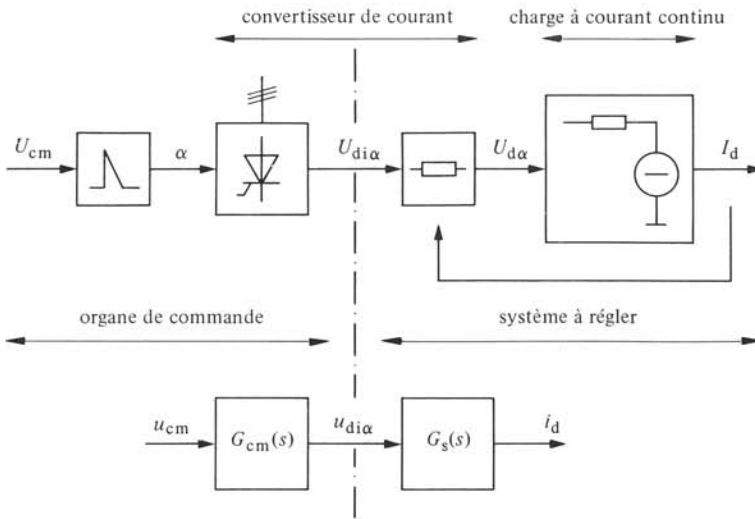 convertisseur de courant
charge à courant continu
U_cm
α
U_diα
U_dα
I_d
organe de commande
système à régler
u_cm
G_cm(s)
u_diα
G_s(s)
i_d